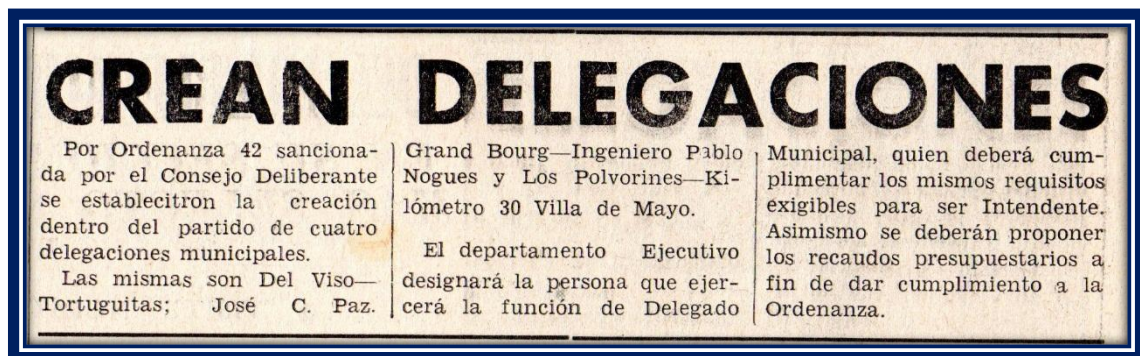 CREAN DELEGACIONES
Por Ordenanza 42 sanciona-
da por el Consejo Deliberante
se establecitron la creación
dentro del partido de cuatro
delegaciones municipales.
Las mismas son Del Viso—
Tortuguitas; José C. Paz.
Grand Bourg—Ingeniero Pablo
Nogues y Los Polvorines—Ki-
lómetro 30 Villa de Mayo.
El departamento Ejecutivo
designará la persona que ejer-
cerá la función de Delegado
Municipal, quien deberá cum-
plimentar los mismos requisitos
exigibles para ser Intendente.
Asimismo se deberán proponer
los recaudos presupuestarios a
fin de dar cumplimiento a la
Ordenanza.